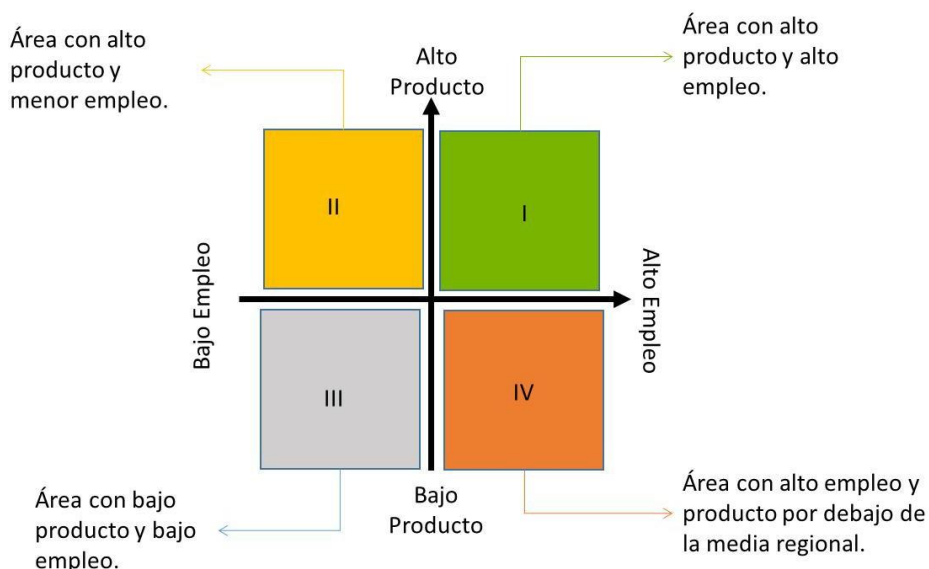 Área con alto
producto y
menor empleo.
Alto
Producto
Área con alto
producto y alto
empleo.
II
I
Bajo Empleo
Alto Empleo
III
IV
Área con bajo
producto y bajo
empleo.
Bajo
Producto
Área con alto empleo y
producto por debajo de
la media regional.